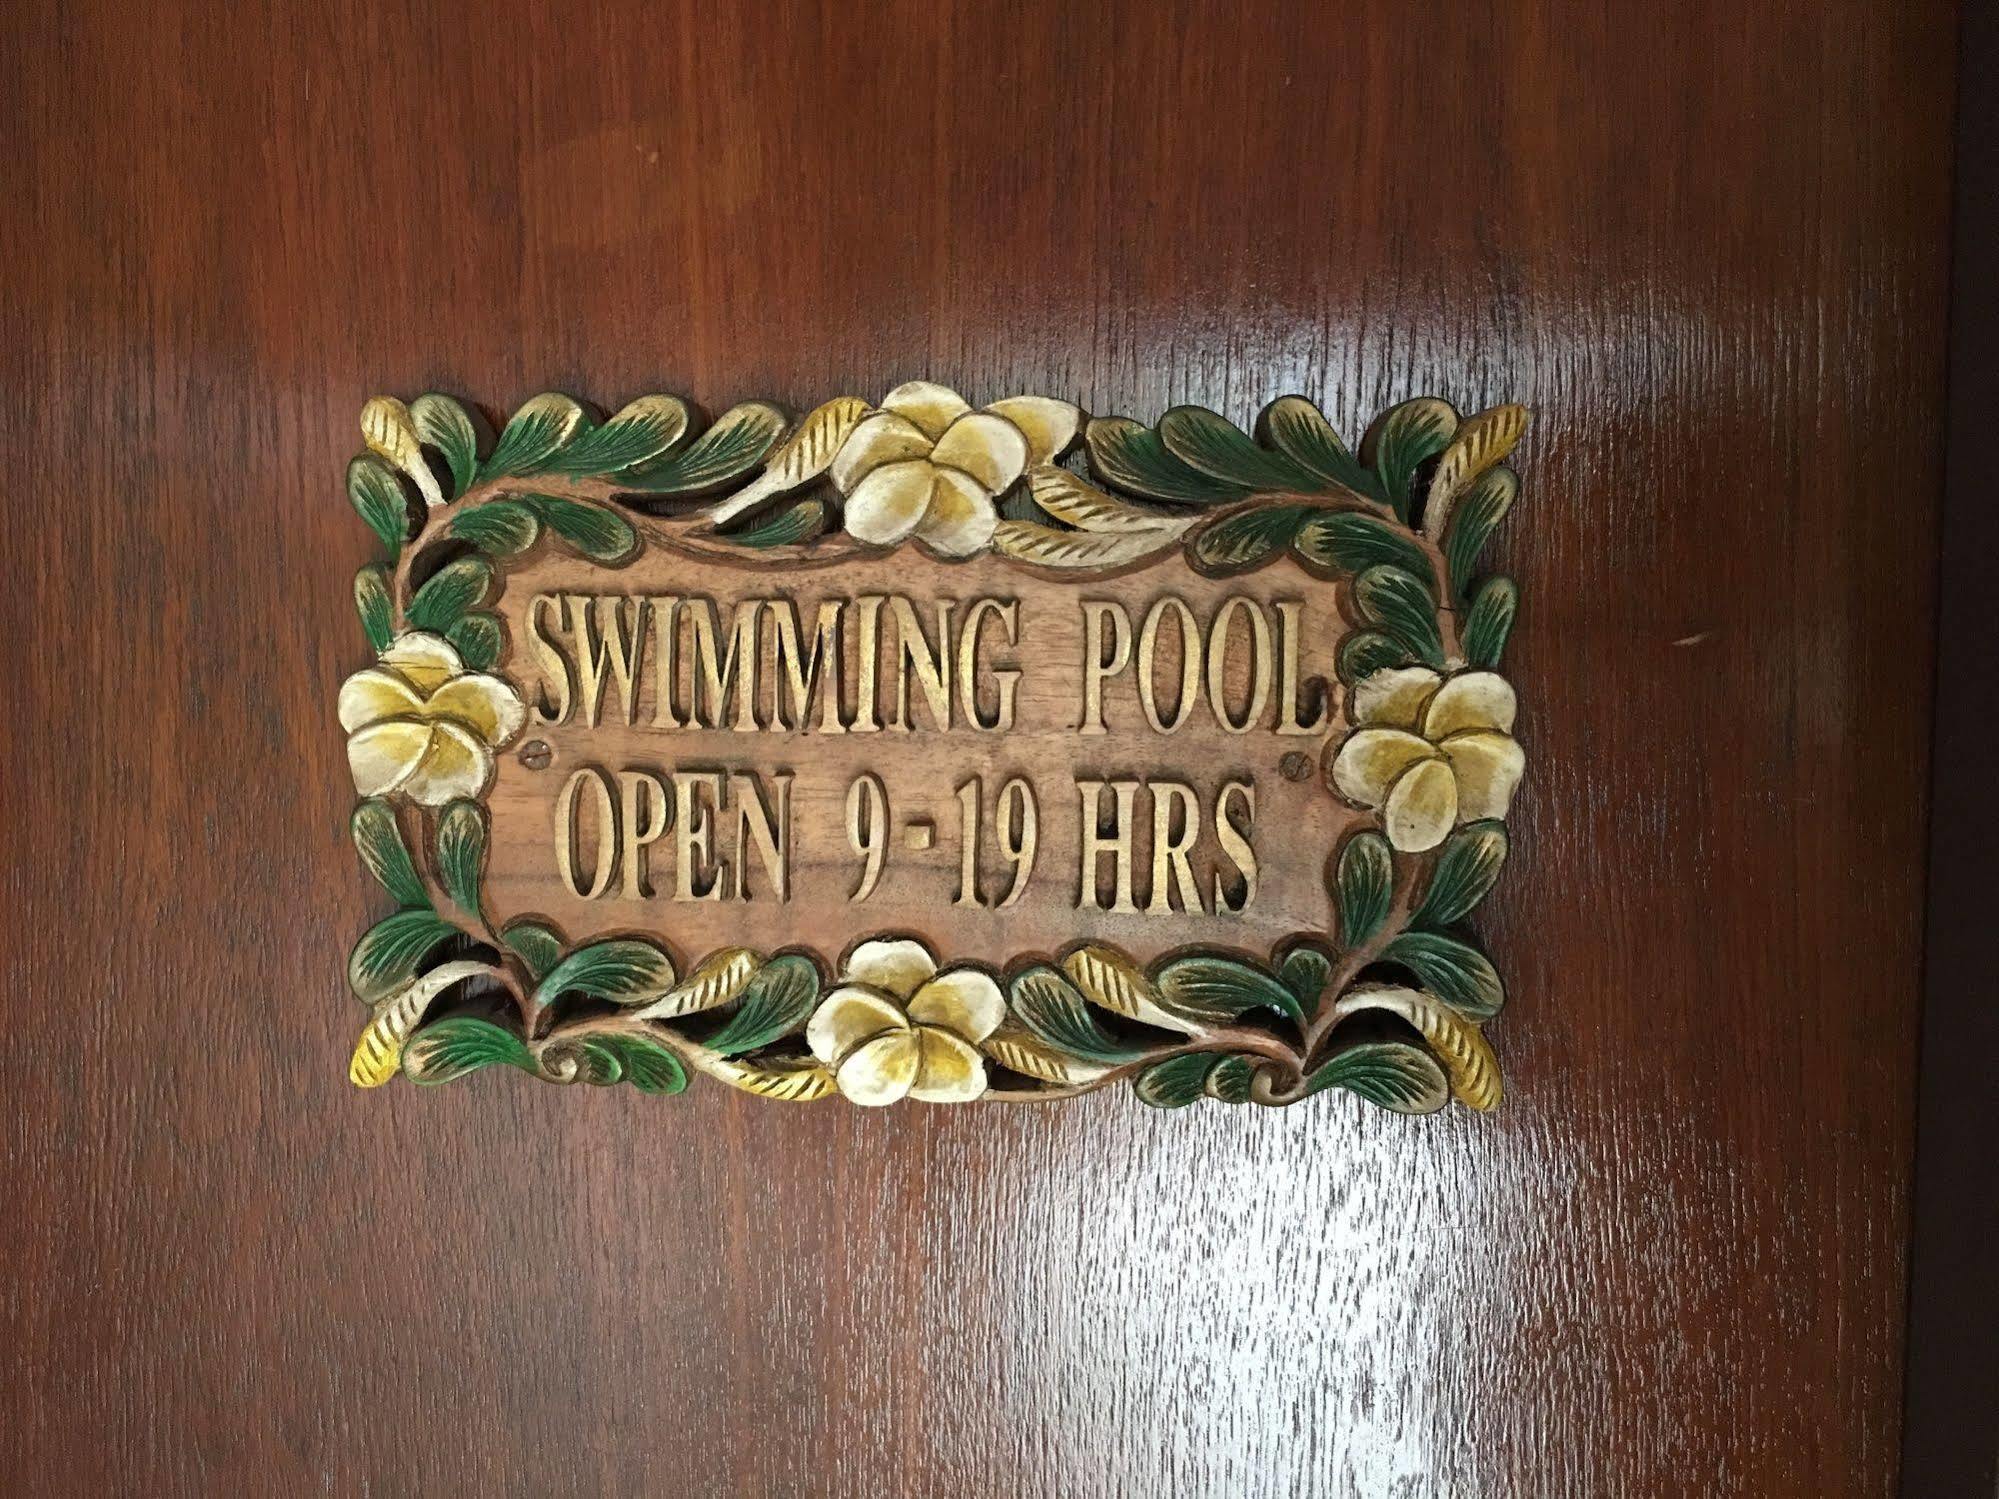 SWIMMING POOL
OPEN 9-19 HRS